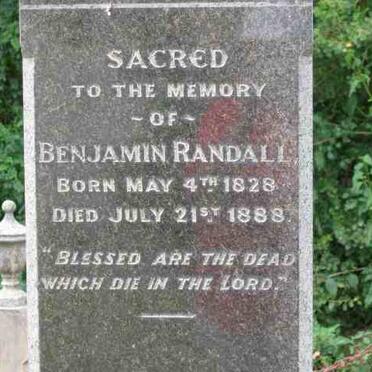 SACRED
TO THE MEMORY
~OF~
BENJAMIN RANDALL
BORN MAY 4TH 1828
DIED JULY 21ST 1888.
"BLESSED ARE THE DEAD
WHICH DIE IN THE LORD."